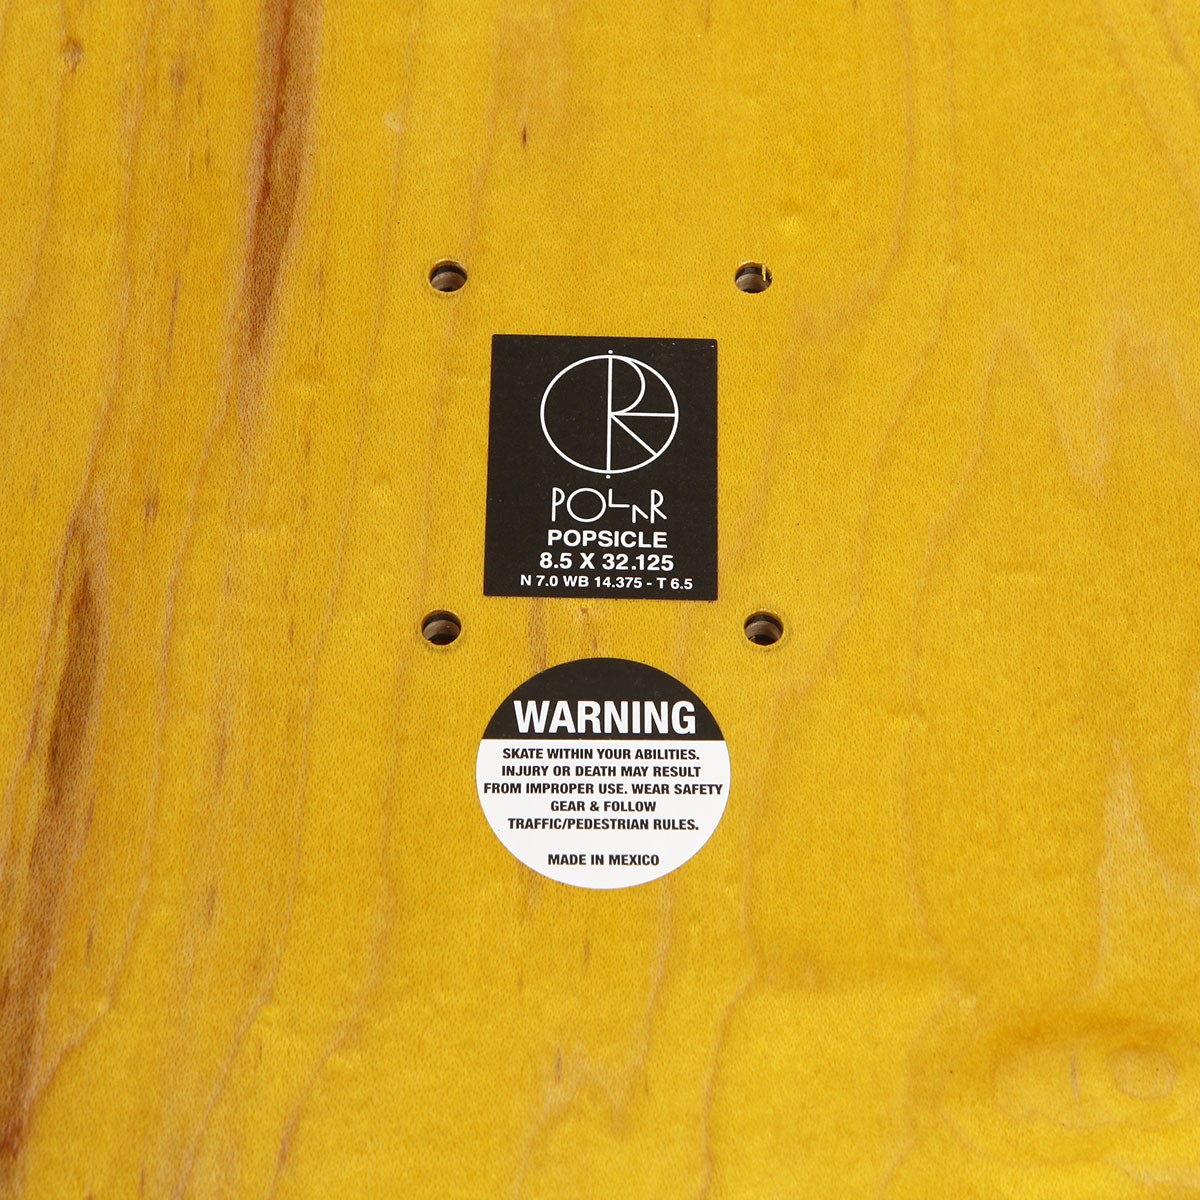 POLAR
POPSICLE
8.5 X 32.125
N 7.0 WB 14.375 - T 6.5
WARNING
SKATE WITHIN YOUR ABILITIES.
INJURY OR DEATH MAY RESULT
FROM IMPROPER USE. WEAR SAFETY
GEAR & FOLLOW
TRAFFIC/PEDESTRIAN RULES.
MADE IN MEXICO